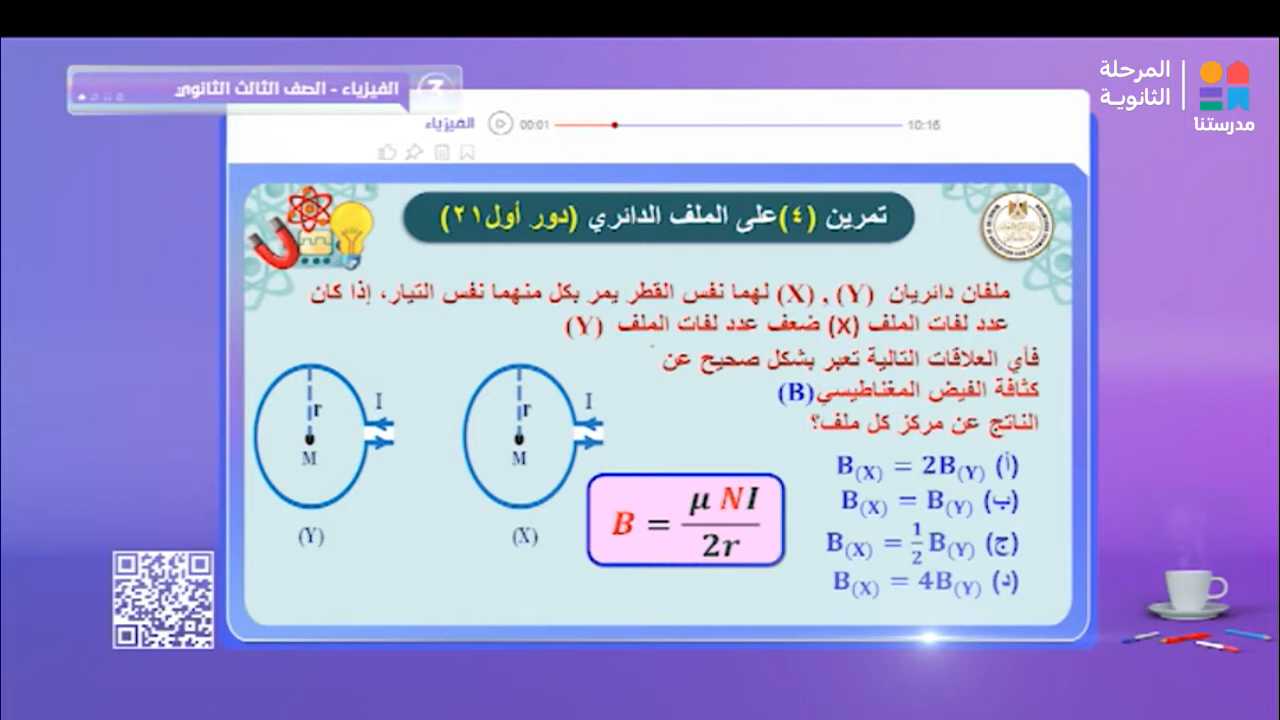 المرحلة
الثانوية
مدرستنا
الفيزياء - الصف الثالث الثانوي
3
الفيزياء
00:01
10:16
تمرين (٤) على الملف الدائري (دور أول٢١)
ملفان دائريان (X) , (Y) لهما نفس القطر يمر بكل منهما نفس التيار، إذا كان
عدد لفات الملف (X) ضعف عدد لفات الملف (Y)
فأي العلاقات التالية تعبر بشكل صحيح عن
كثافة الفيض المغناطيسي(B)
الناتج عن مركز كل ملف؟
(أ) B(X) = 2B(Y)
(ب) B(X) = B(Y)
(ج) B(X) = 1/2 B(Y)
(د) B(X) = 4B(Y)
B = μ NI / 2r
I
r
M
(X)
I
r
M
(Y)